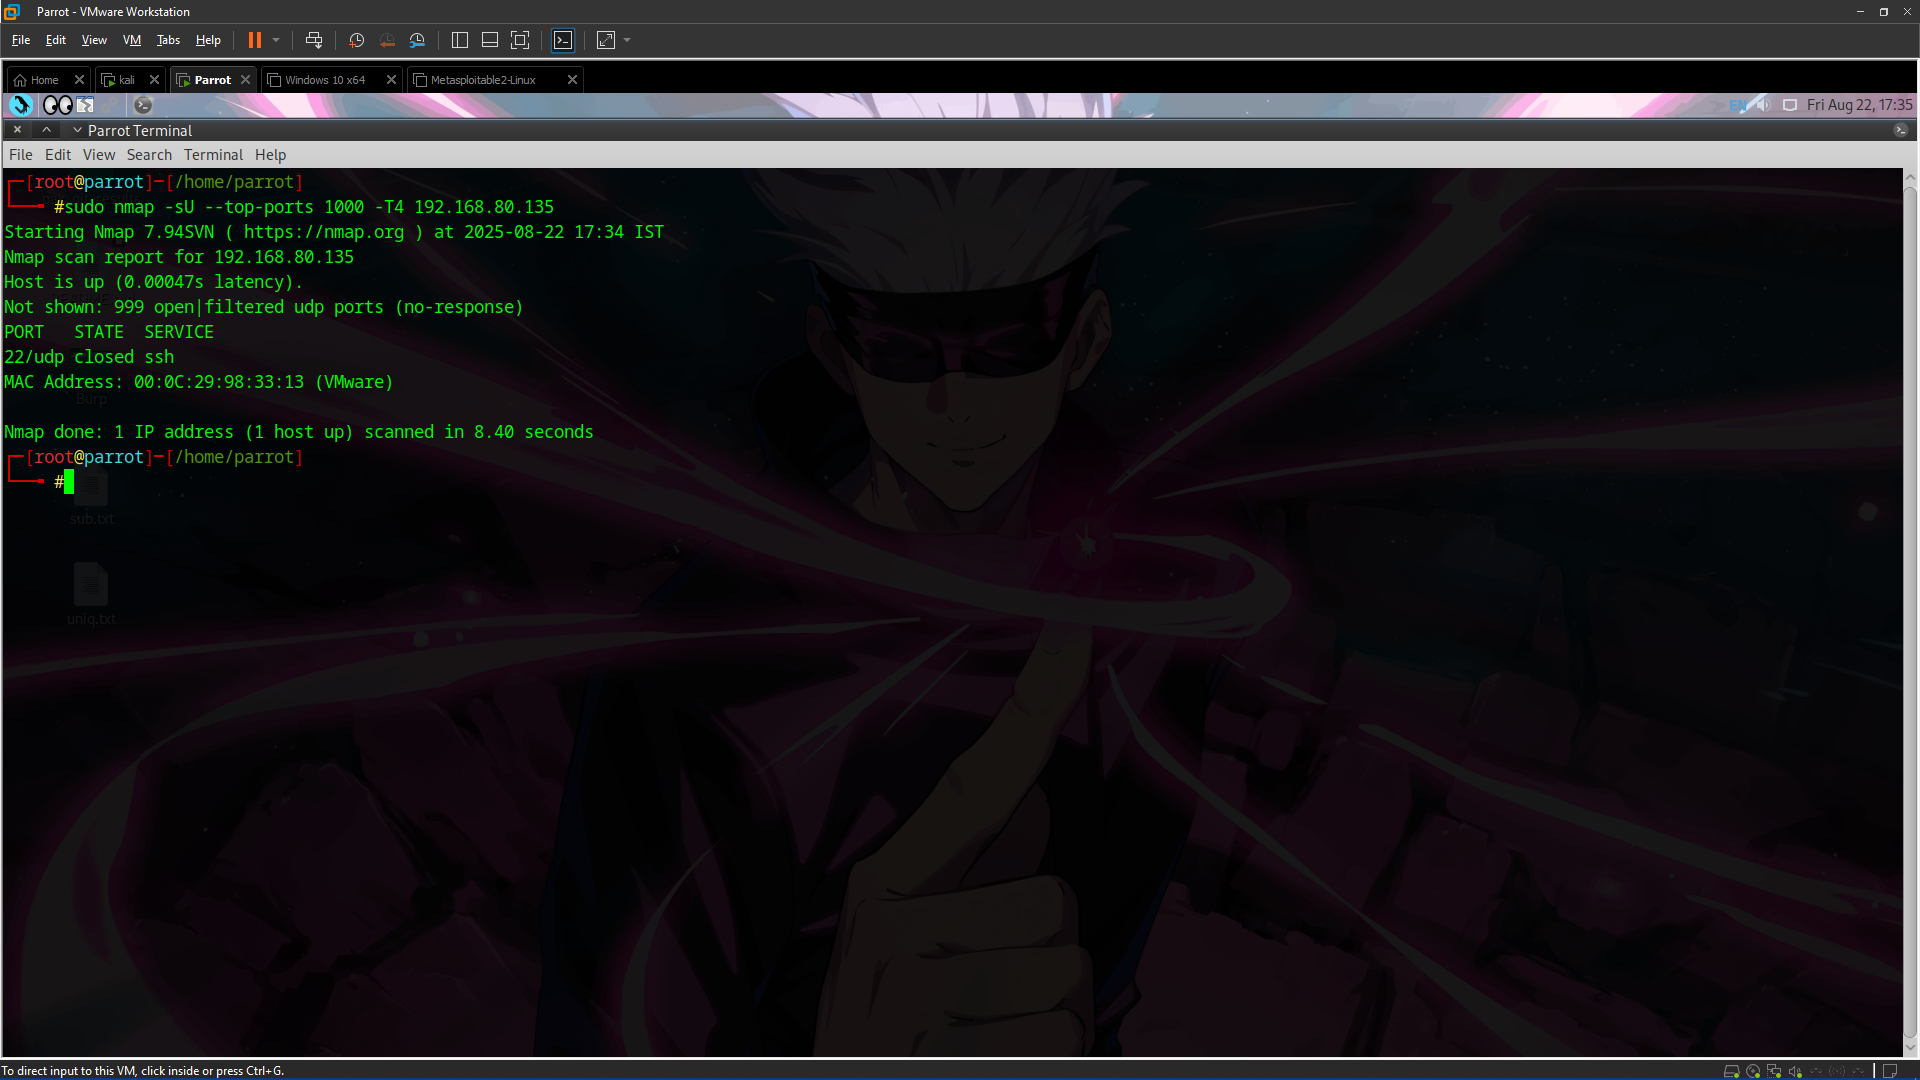 Parrot - VMware Workstation
File Edit View VM Tabs Help
Home kali Parrot Windows 10 x64 Metasploitable2-Linux
EN Fri Aug 22, 17:35
Parrot Terminal
File Edit View Search Terminal Help
[root@parrot]─[/home/parrot]
#sudo nmap -sU --top-ports 1000 -T4 192.168.80.135
Starting Nmap 7.94SVN ( https://nmap.org ) at 2025-08-22 17:34 IST
Nmap scan report for 192.168.80.135
Host is up (0.00047s latency).
Not shown: 999 open|filtered udp ports (no-response)
PORT   STATE  SERVICE
22/udp closed ssh
MAC Address: 00:0C:29:98:33:13 (VMware)
Burp
Nmap done: 1 IP address (1 host up) scanned in 8.40 seconds
[root@parrot]─[/home/parrot]
#
sub.txt
uniq.txt
To direct input to this VM, click inside or press Ctrl+G.